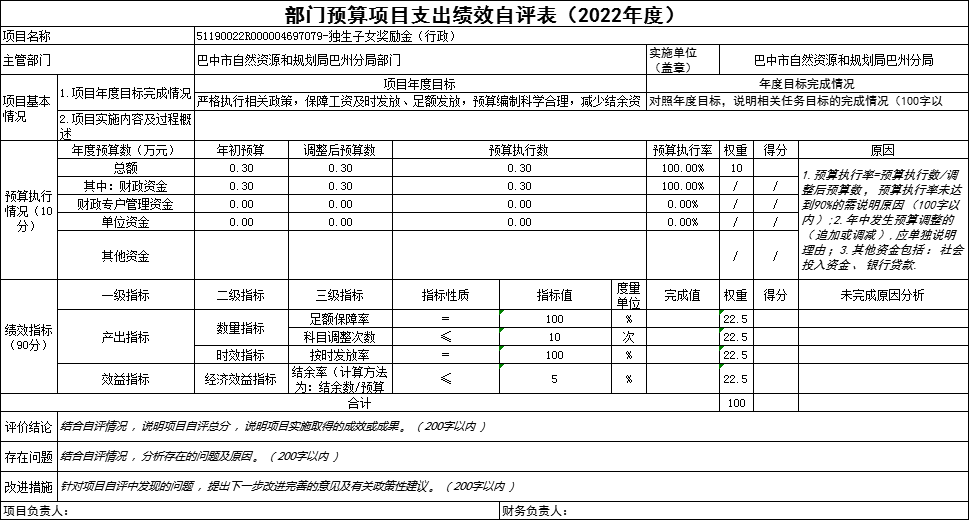 部门预算项目支出绩效自评表（2022年度）
项目名称 51190022R000004697079-独生子女奖励金（行政）
主管部门 巴中市自然资源和规划局巴州分局部门 实施单位（盖章） 巴中市自然资源和规划局巴州分局
项目基本情况 1.项目年度目标完成情况 项目年度目标 年度目标完成情况
严格执行相关政策，保障工资及时发放、足额发放，预算编制科学合理，减少结余资 对照年度目标，说明相关任务目标的完成情况（100字以
2.项目实施内容及过程概述
预算执行情况（10分） 年度预算数（万元） 年初预算 调整后预算数 预算执行数 预算执行率 权重 得分 原因
总额 0.30 0.30 0.30 100.00% 10
其中：财政资金 0.30 0.30 0.30 100.00% / /
财政专户管理资金 0.00 0.00 0.00 0.00% / /
单位资金 0.00 0.00 0.00 0.00% / /
其他资金 / /
1.预算执行率=预算执行数/调整后预算数，预算执行率未达到90%的需说明原因（100字以内）;2.年中发生预算调整的（追加或调减）.应单独说明理由；3.其他资金包括：社会投入资金、银行贷款.
绩效指标（90分） 一级指标 二级指标 三级指标 指标性质 指标值 度量单位 完成值 权重 得分 未完成原因分析
产出指标 数量指标 足额保障率 ＝ 100 % 22.5
科目调整次数 ≤ 10 次 22.5
时效指标 按时发放率 ＝ 100 % 22.5
效益指标 经济效益指标 结余率（计算方法为：结余数/预算 ≤ 5 % 22.5
合计 100
评价结论 结合自评情况，说明项目自评总分，说明项目实施取得的成效或成果。（200字以内）
存在问题 结合自评情况，分析存在的问题及原因。（200字以内）
改进措施 针对项目自评中发现的问题，提出下一步改进完善的意见及有关政策性建议。（200字以内）
项目负责人： 财务负责人：